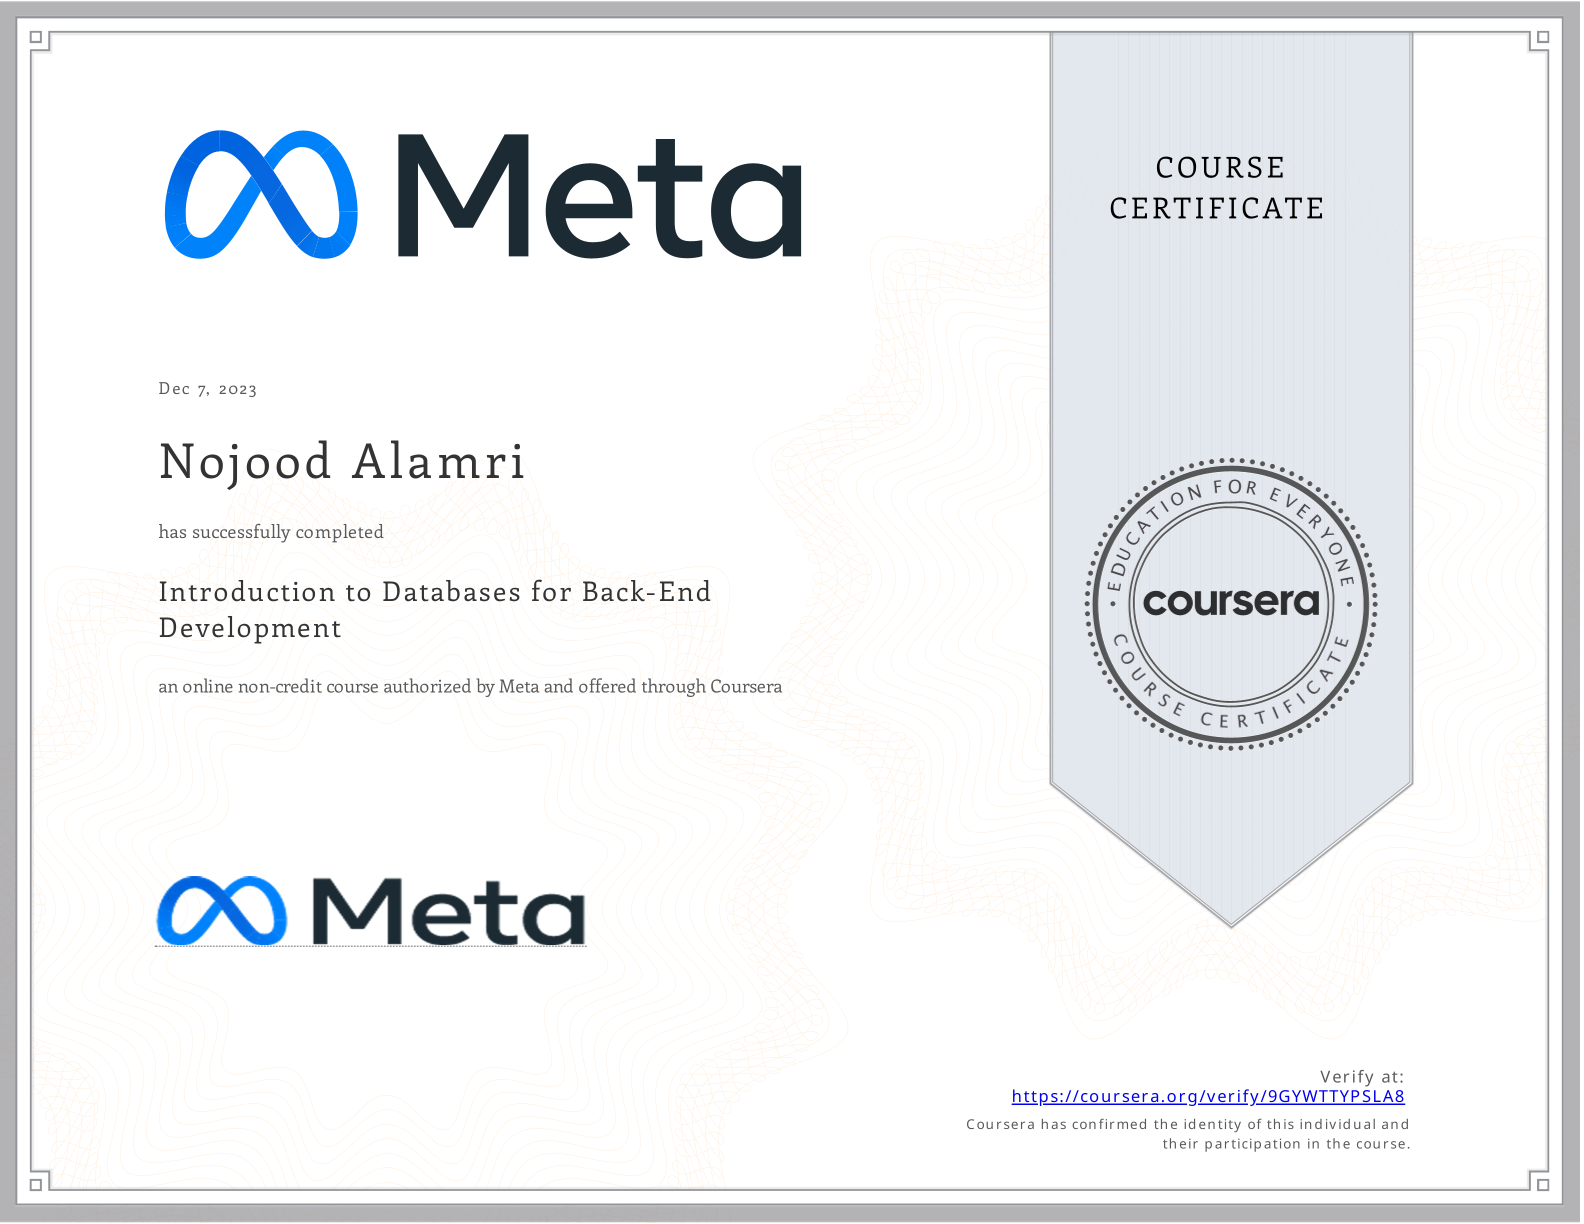 Meta
COURSE
CERTIFICATE
Dec 7, 2023
Nojood Alamri
has successfully completed
Introduction to Databases for Back-End
Development
an online non-credit course authorized by Meta and offered through Coursera
EDUCATION FOR EVERYONE
coursera
COURSE CERTIFICATE
Meta
Verify at:
https://coursera.org/verify/9GYWTTYPSLA8
Coursera has confirmed the identity of this individual and
their participation in the course.